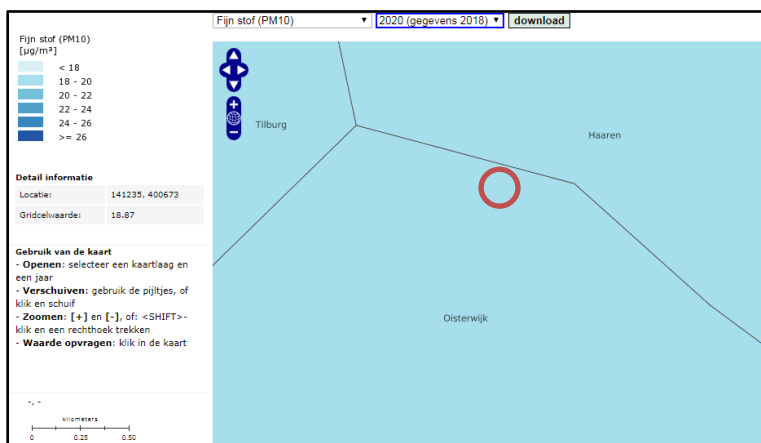 Fijn stof (PM10)
2020 (gegevens 2018)
download
Fijn stof (PM10)
[µg/m³]
< 18
18 - 20
20 - 22
22 - 24
24 - 26
>= 26
Tilburg
Haaren
Oisterwijk
Detail informatie
Locatie: 141235, 400673
Gridcelwaarde: 18.87
Gebruik van de kaart
- Openen: selecteer een kaartlaag en
een jaar
- Verschuiven: gebruik de pijltjes, of
klik en schuif
- Zoomen: [+] en [-], of: <SHIFT>-
klik en een rechthoek trekken
- Waarde opvragen: klik in de kaart
-, -
kilometers
0 0.25 0.50